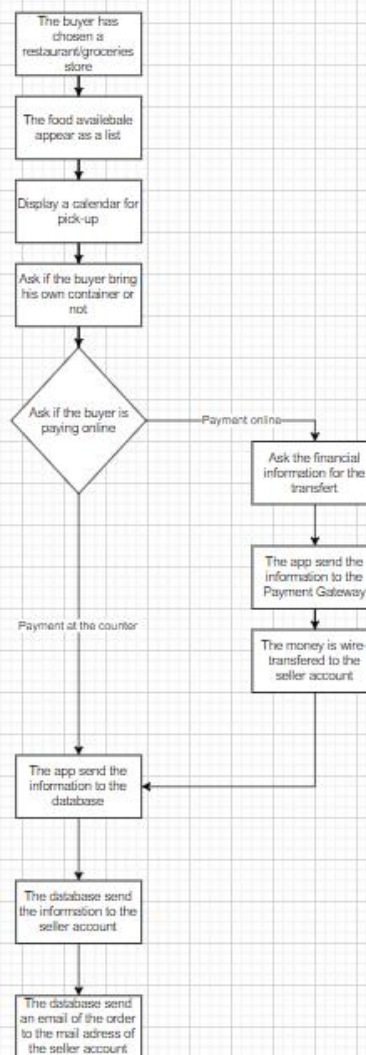 The buyer has
chosen a
restaurant/groceries
store
The food availebale
appear as a list
Display a calendar for
pick-up
Ask if the buyer bring
his own container or
not
Ask if the buyer is
paying online
Payment online
Ask the financial
information for the
transfert
The app send the
information to the
Payment Gateway
The money is wire-
transfered to the
seller account
Payment at the counter
The app send the
information to the
database
The database send
the information to the
seller account
The database send
an email of the order
to the mail adress of
the seller account